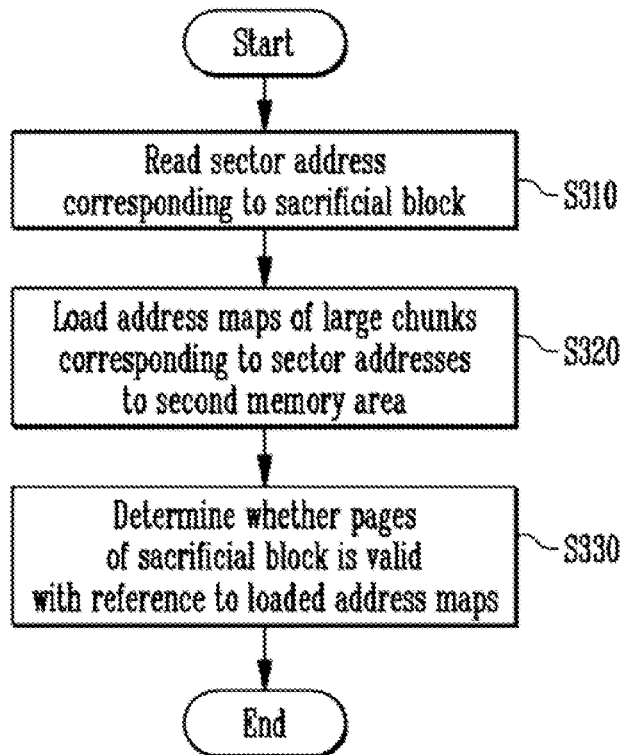 Start
Read sector address
corresponding to sacrificial block
S310
Load address maps of large chunks
corresponding to sector addresses
to second memory area
S320
Determine whether pages
of sacrificial block is valid
with reference to loaded address maps
S330
End